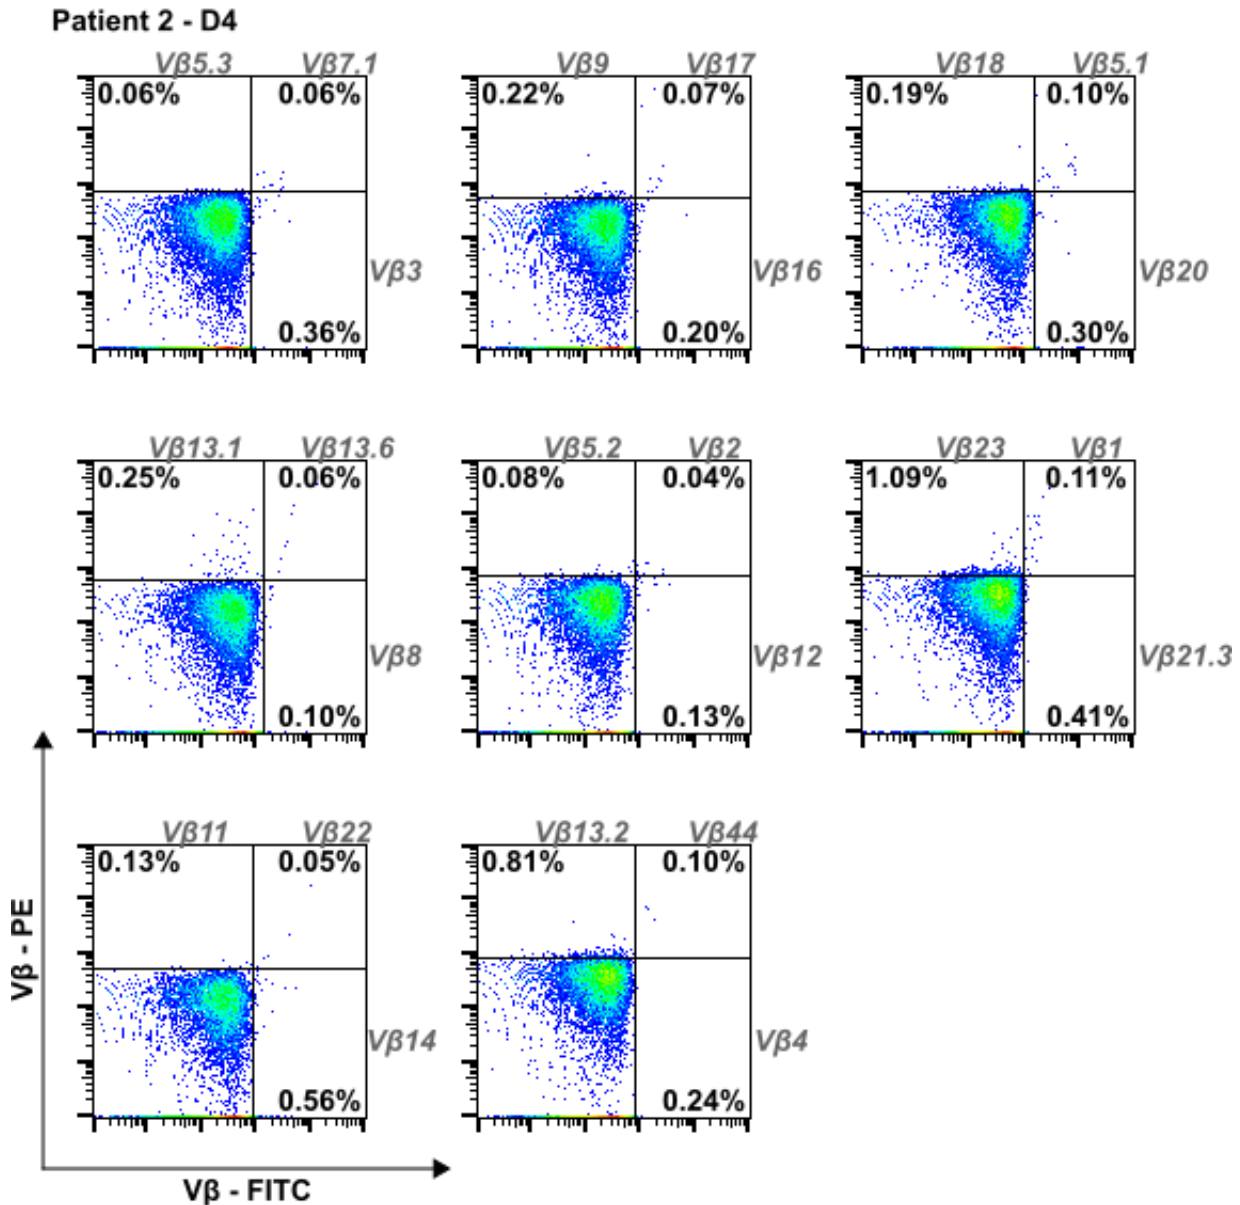 Patient 2 - D4
Vβ5.3 Vβ7.1 Vβ9 Vβ17 Vβ18 Vβ5.1
0.06% 0.06% 0.22% 0.07% 0.19% 0.10%
Vβ3 Vβ16 Vβ20
0.36% 0.20% 0.30%
Vβ13.1 Vβ13.6 Vβ5.2 Vβ2 Vβ23 Vβ1
0.25% 0.06% 0.08% 0.04% 1.09% 0.11%
Vβ8 Vβ12 Vβ21.3
0.10% 0.13% 0.41%
Vβ11 Vβ22 Vβ13.2 Vβ44
0.13% 0.05% 0.81% 0.10%
Vβ14 Vβ4
0.56% 0.24%
Vβ - PE
Vβ - FITC